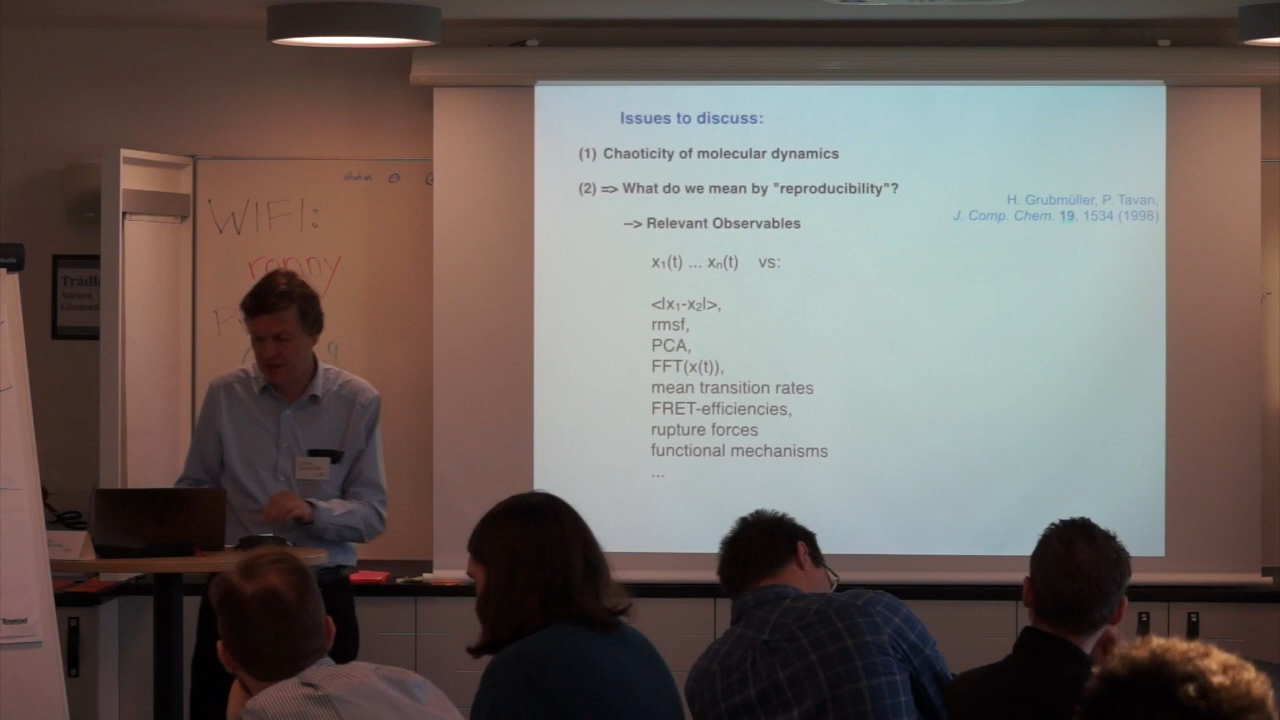 Issues to discuss:
(1) Chaoticity of molecular dynamics
(2) => What do we mean by "reproducibility"?
H. Grubmüller, P. Tavan,
J. Comp. Chem. 19, 1534 (1998)
–> Relevant Observables
x₁(t) ... xₙ(t) vs:
<|x₁-x₂|>,
rmsf,
PCA,
FFT(x(t)),
mean transition rates
FRET-efficiencies,
rupture forces
functional mechanisms
...
WIFI:
ronny